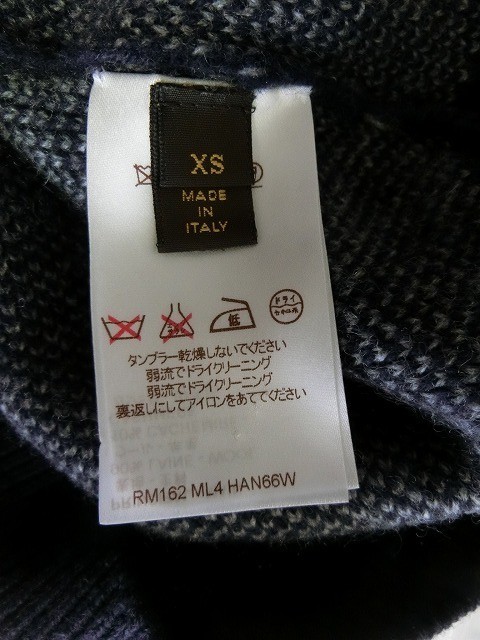 XS
MADE
IN
ITALY
低
ドライ
タンブラー乾燥しないでください
弱流でドライクリーニング
弱流でドライクリーニング
裏返しにしてアイロンをあててください
RM162 ML4 HAN66W